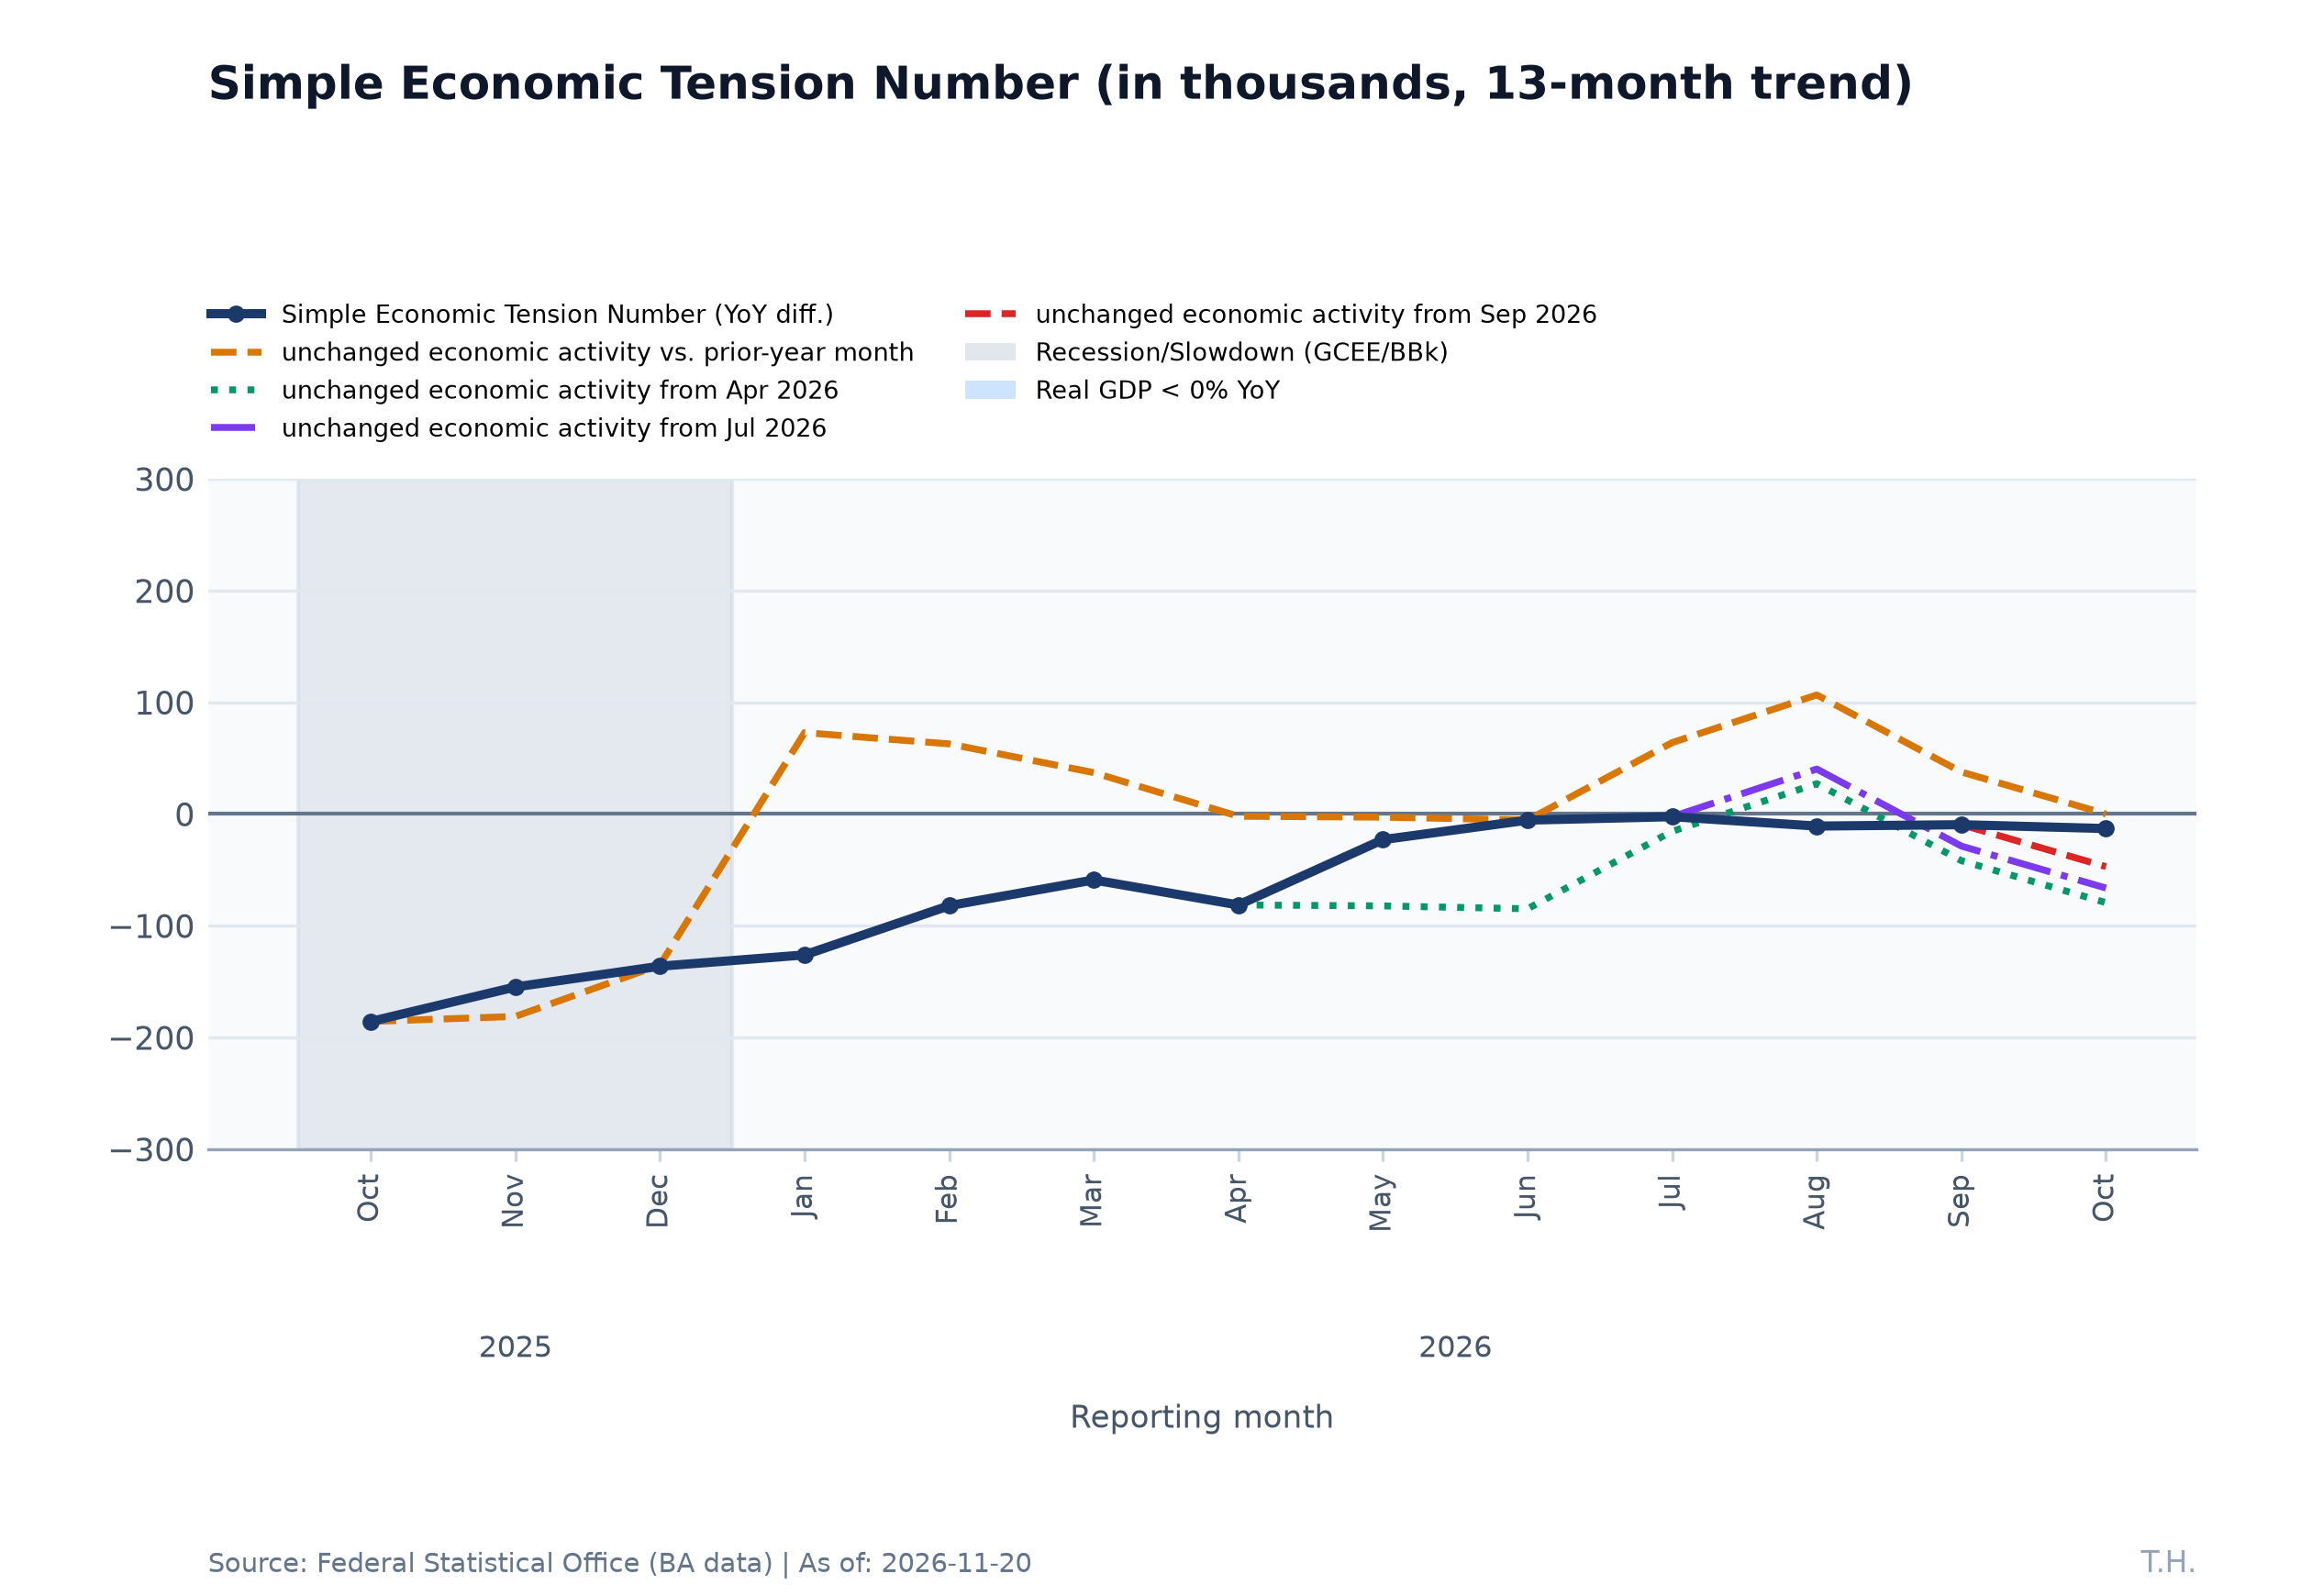 Simple Economic Tension Number (in thousands, 13-month trend)
Simple Economic Tension Number (YoY diff.)
unchanged economic activity vs. prior-year month
unchanged economic activity from Apr 2026
unchanged economic activity from Jul 2026
unchanged economic activity from Sep 2026
Recession/Slowdown (GCEE/BBk)
Real GDP < 0% YoY
300
200
100
0
−100
−200
−300
Oct
Nov
Dec
Jan
Feb
Mar
Apr
May
Jun
Jul
Aug
Sep
Oct
2025
2026
Reporting month
Source: Federal Statistical Office (BA data) | As of: 2026-11-20
T.H.